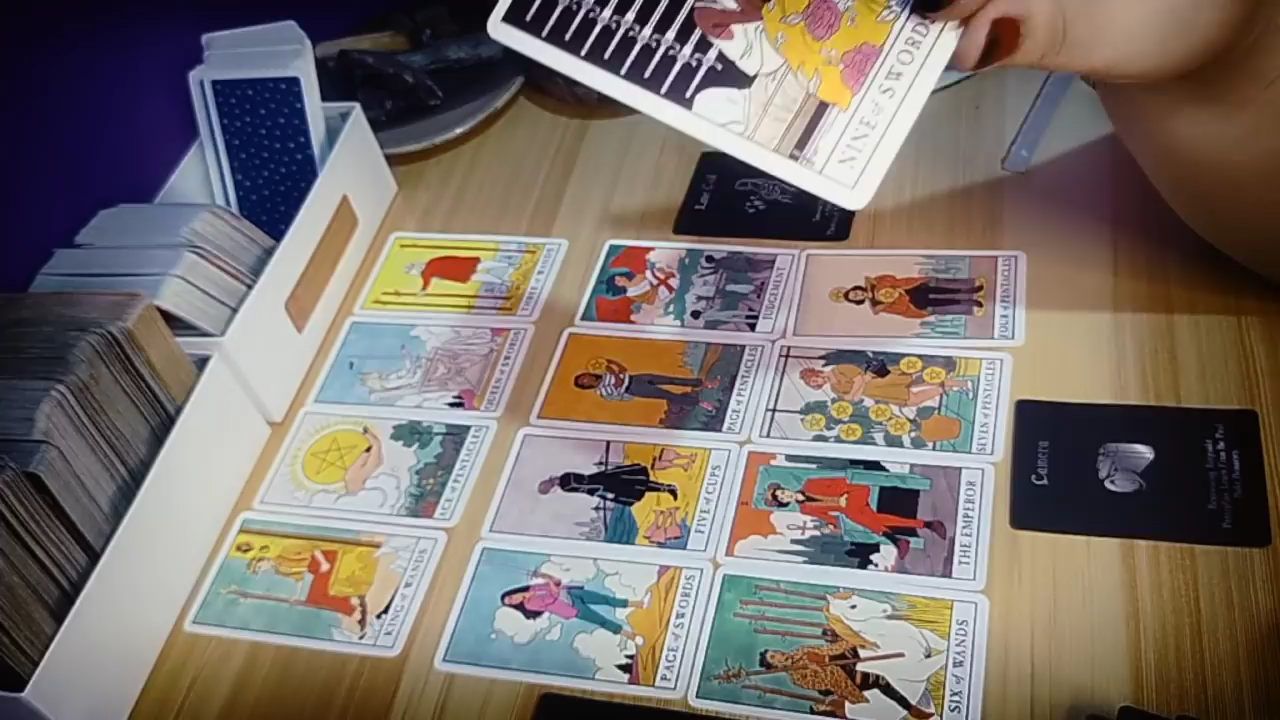 NINE of SWORDS
THREE of WANDS
QUEEN of SWORDS
ACE of PENTACLES
KING of WANDS
JUDGEMENT
PAGE of PENTACLES
FIVE of CUPS
PAGE of SWORDS
FOUR of PENTACLES
SEVEN of PENTACLES
THE EMPEROR
SIX of WANDS
Camera